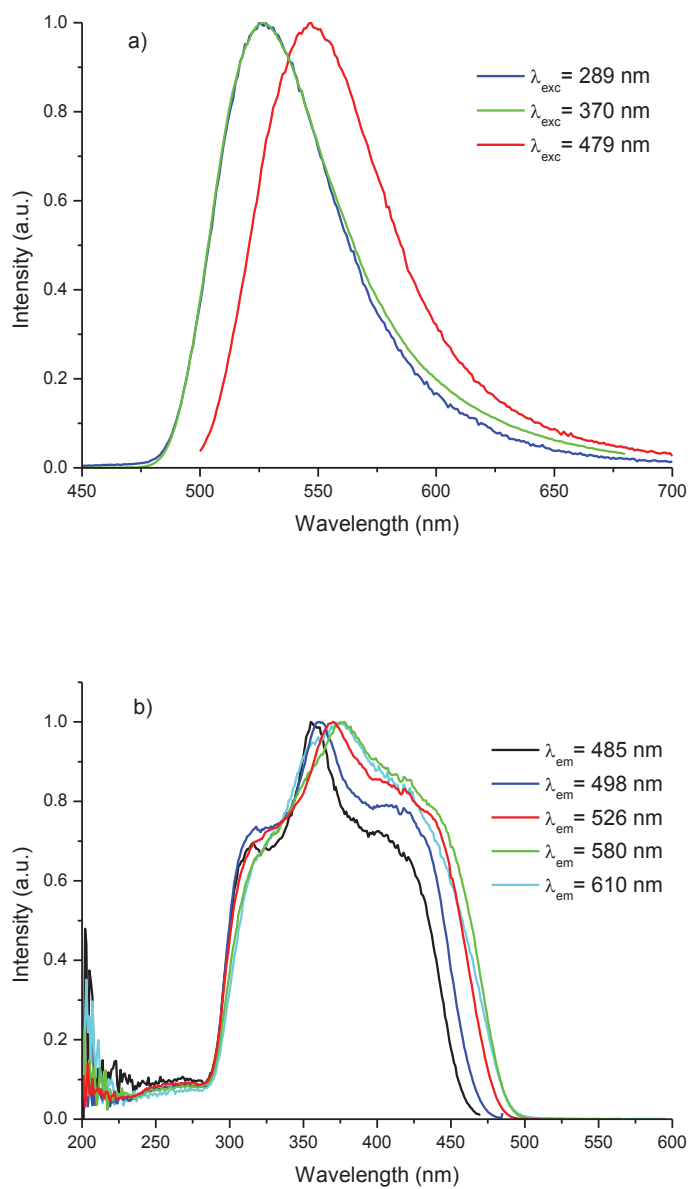 a)
λexc= 289 nm
λexc= 370 nm
λexc= 479 nm
1.0
0.8
0.6
0.4
0.2
0.0
Intensity (a.u.)
450 500 550 600 650 700
Wavelength (nm)
b)
λem= 485 nm
λem= 498 nm
λem= 526 nm
λem= 580 nm
λem= 610 nm
1.0
0.8
0.6
0.4
0.2
0.0
Intensity (a.u.)
200 250 300 350 400 450 500 550 600
Wavelength (nm)